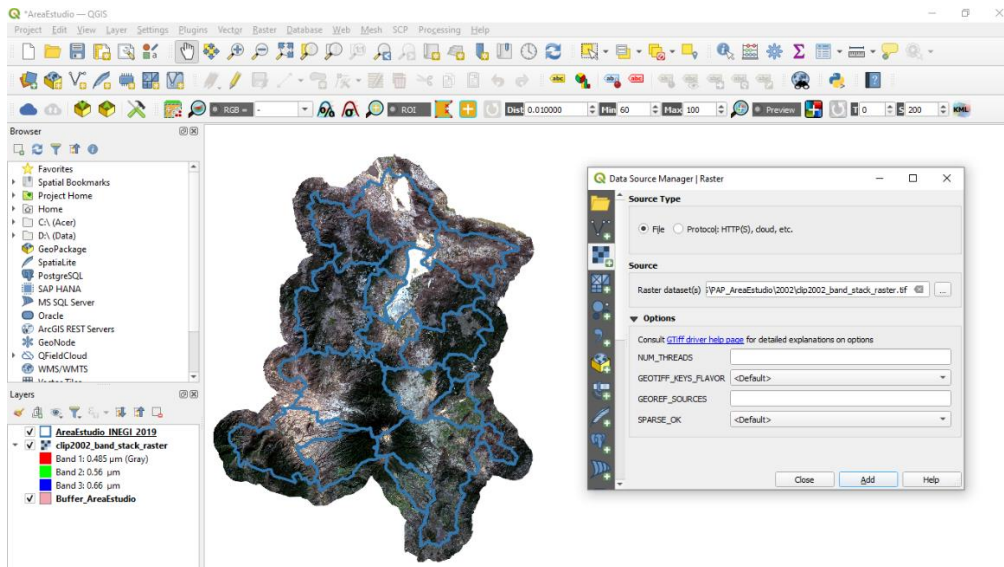 *AreaEstudio — QGIS
Project Edit View Layer Settings Plugins Vector Raster Database Web Mesh SCP Processing Help
RGB = -
ROI
Dist 0.010000
Min 60
Max 100
Preview
T 0
S 200
KML
Browser
Favorites
Spatial Bookmarks
Project Home
Home
C:\ (Acer)
D:\ (Data)
GeoPackage
SpatiaLite
PostgreSQL
SAP HANA
MS SQL Server
Oracle
ArcGIS REST Servers
GeoNode
QFieldCloud
WMS/WMTS
Vector Tiles
Layers
AreaEstudio INEGI 2019
clip2002_band_stack_raster
Band 1: 0.485 µm (Gray)
Band 2: 0.56 µm
Band 3: 0.66 µm
Buffer_AreaEstudio
Data Source Manager | Raster
Source Type
File Protocol: HTTP(S), cloud, etc.
Source
Raster dataset(s) \PAP_AreaEstudio\2002\clip2002_band_stack_raster.tif ...
Options
Consult GTiff driver help page for detailed explanations on options
NUM_THREADS
GEOTIFF_KEYS_FLAVOR <Default>
GEOREF_SOURCES
SPARSE_OK <Default>
Close Add Help